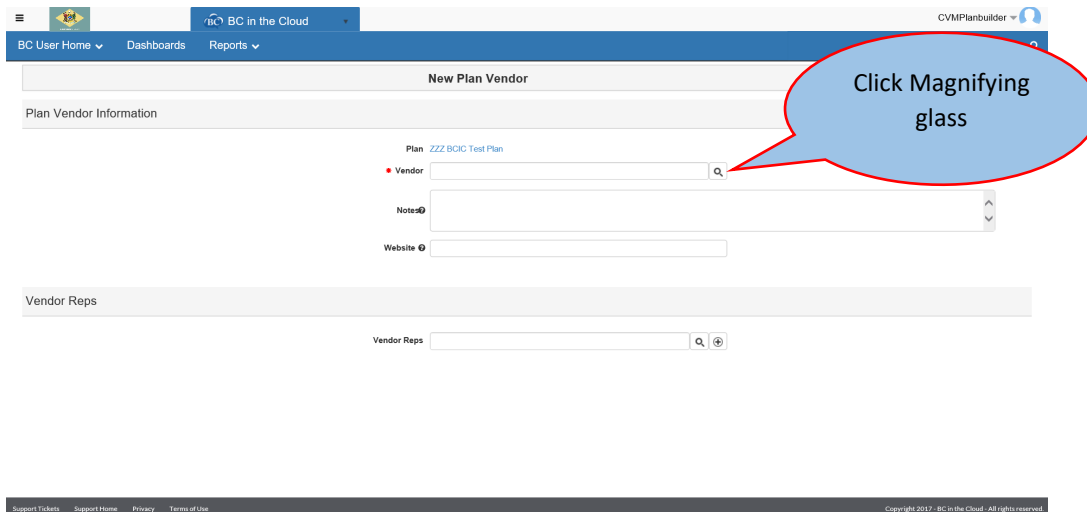 BC in the Cloud
CVMPlanbuilder
BC User Home
Dashboards
Reports
New Plan Vendor
Click Magnifying
glass
Plan Vendor Information
Plan ZZZ BCIC Test Plan
* Vendor
Notes
Website
Vendor Reps
Vendor Reps
Support Tickets Support Home Privacy Terms of Use Copyright 2017 - BC in the Cloud - All rights reserved.